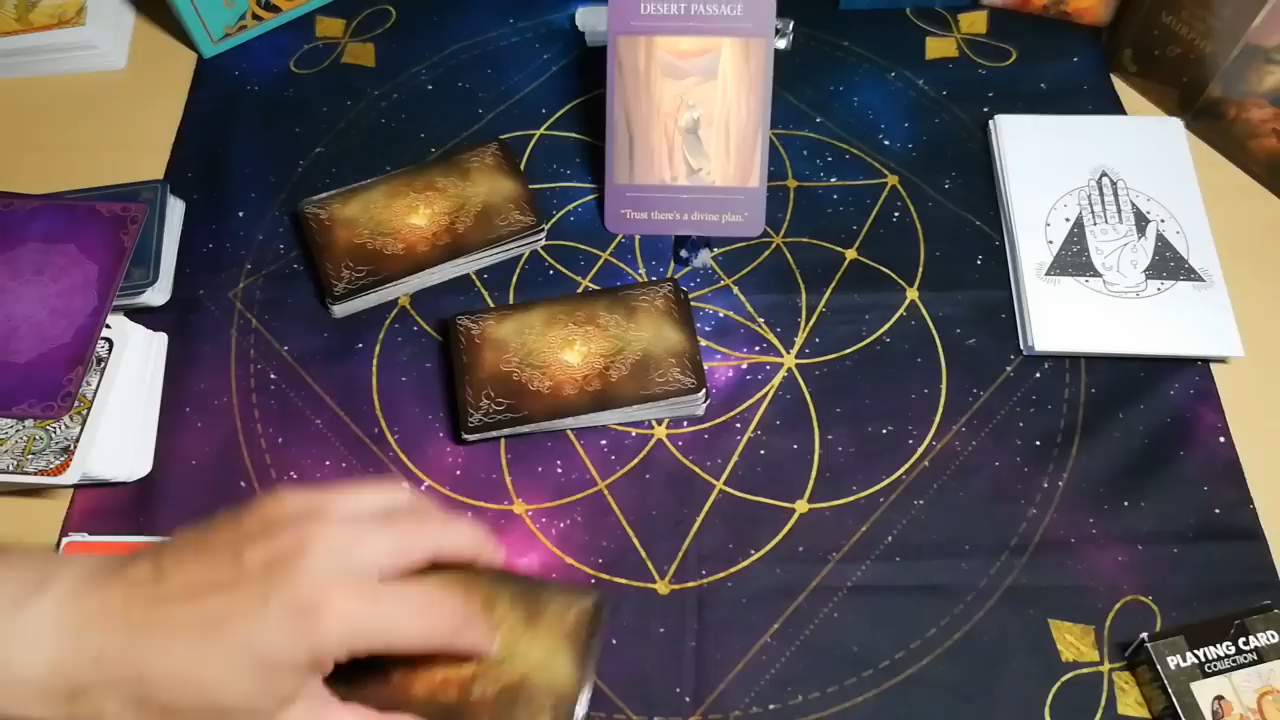 DESERT PASSAGE
"Trust there's a divine plan."
PLAYING CARD
COLLECTION